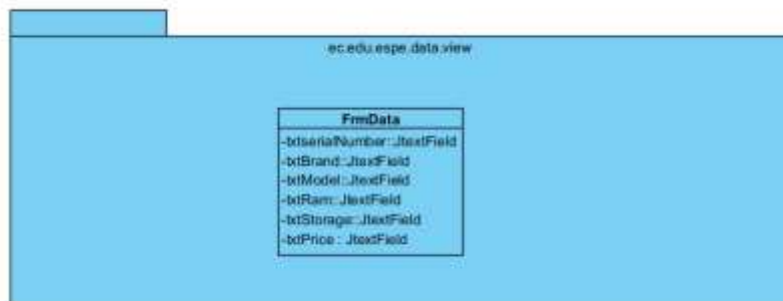 ec.edu.espe.data.view
FrmData
-txtserialNumber: JtextField
-txtBrand: JtextField
-txtModel: JtextField
-txtRam: JtextField
-txtStorage: JtextField
-txtPrice : JtextField